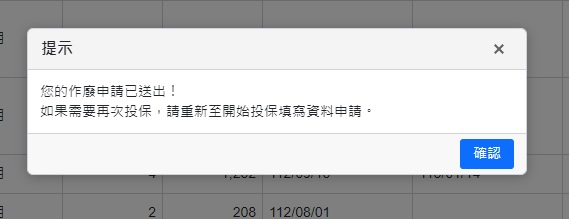 提示
×
您的作廢申請已送出！
如果需要再次投保，請重新至開始投保填寫資料申請。
確認
2 208 112/08/01